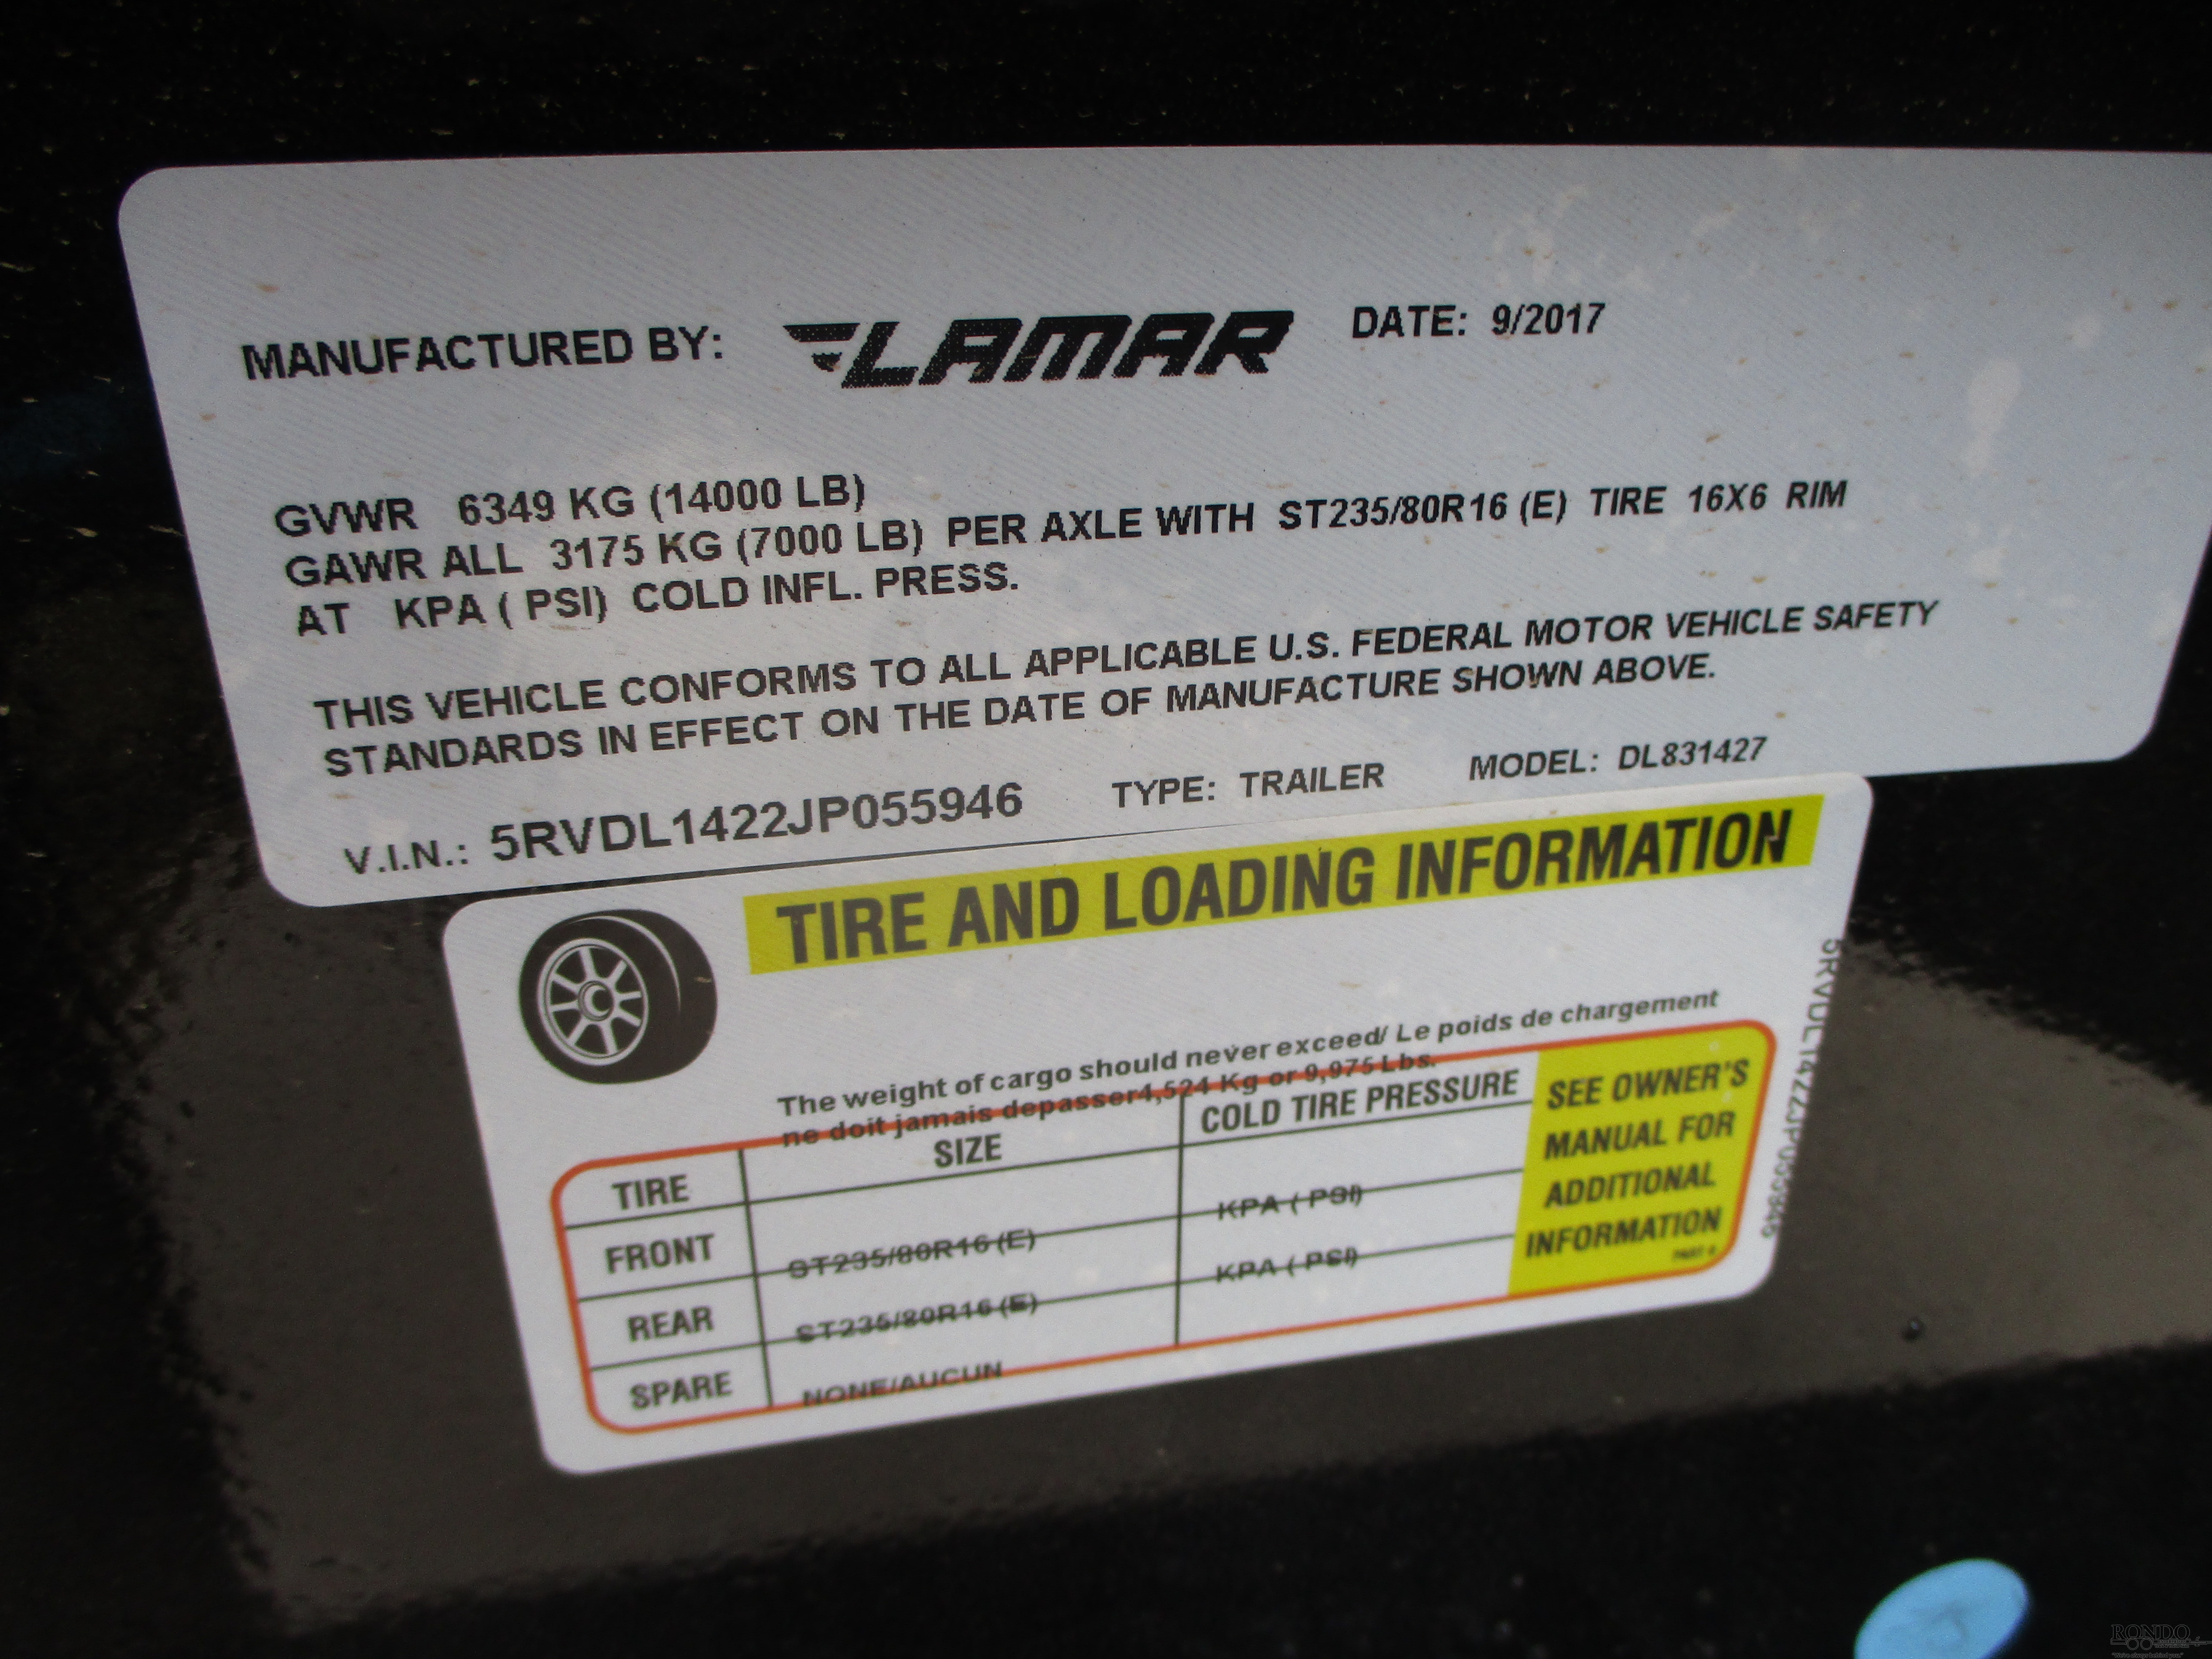 MANUFACTURED BY: LAMAR DATE: 9/2017
GVWR 6349 KG (14000 LB)
GAWR ALL 3175 KG (7000 LB) PER AXLE WITH ST235/80R16 (E) TIRE 16X6 RIM
AT KPA ( PSI) COLD INFL. PRESS.
THIS VEHICLE CONFORMS TO ALL APPLICABLE U.S. FEDERAL MOTOR VEHICLE SAFETY
STANDARDS IN EFFECT ON THE DATE OF MANUFACTURE SHOWN ABOVE.
V.I.N.: 5RVDL1422JP055946 TYPE: TRAILER MODEL: DL831427
TIRE AND LOADING INFORMATION
The weight of cargo should never exceed/ Le poids de chargement
ne doit jamais depasser4,524 Kg or 9,975 Lbs.
TIRE SIZE COLD TIRE PRESSURE
FRONT ST235/80R16 (E) KPA ( PSI)
REAR ST235/80R16 (E) KPA ( PSI)
SPARE NONE/AUCUN
SEE OWNER'S
MANUAL FOR
ADDITIONAL
INFORMATION
5RVDL1422JP055946
RONDO